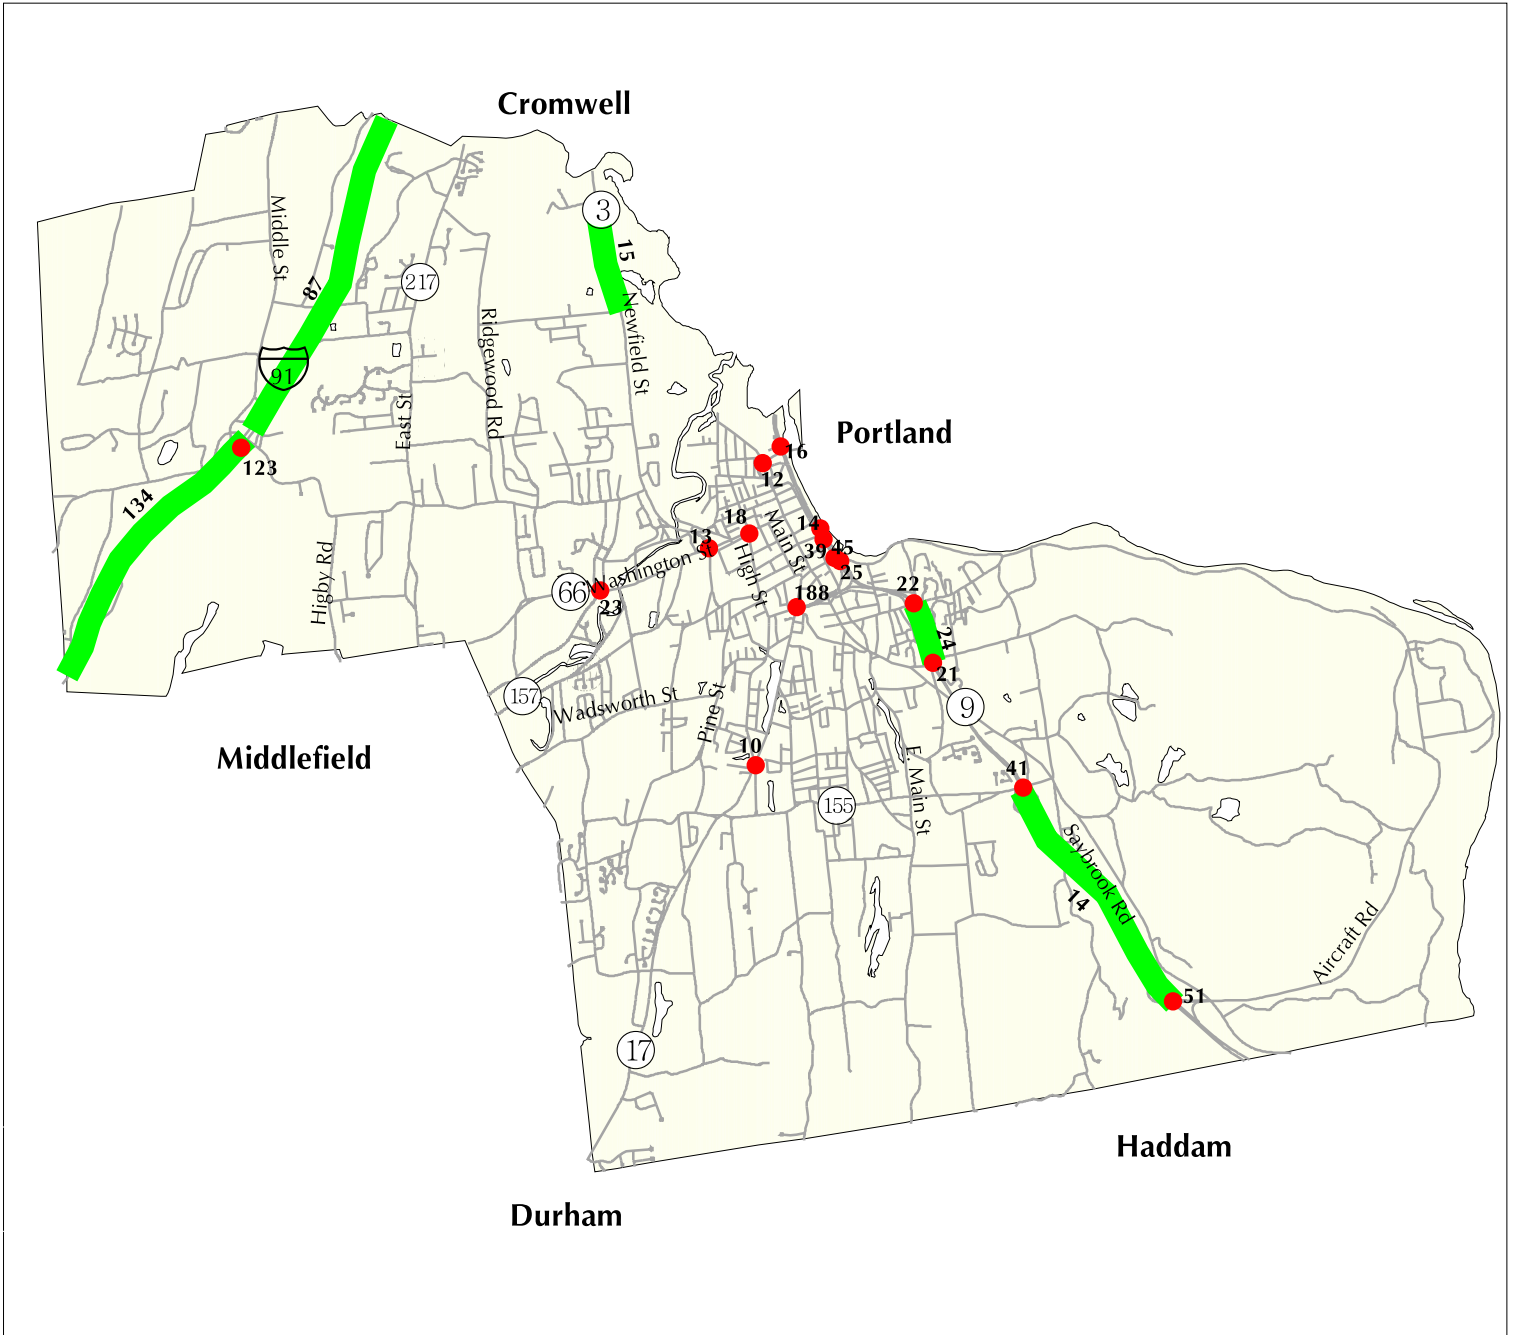 Cromwell
3
15
Middle St
87
217
Newfield St
Ridgewood Rd
91
East St
Portland
16
123
12
134
18
14
Main St
13
39
45
Washington St
High St
25
Higby Rd
66
23
188
22
24
21
157
Wadsworth St
Pine St
9
10
Middlefield
E. Main St
41
155
Saybrook Rd
14
Aircraft Rd
51
17
Haddam
Durham